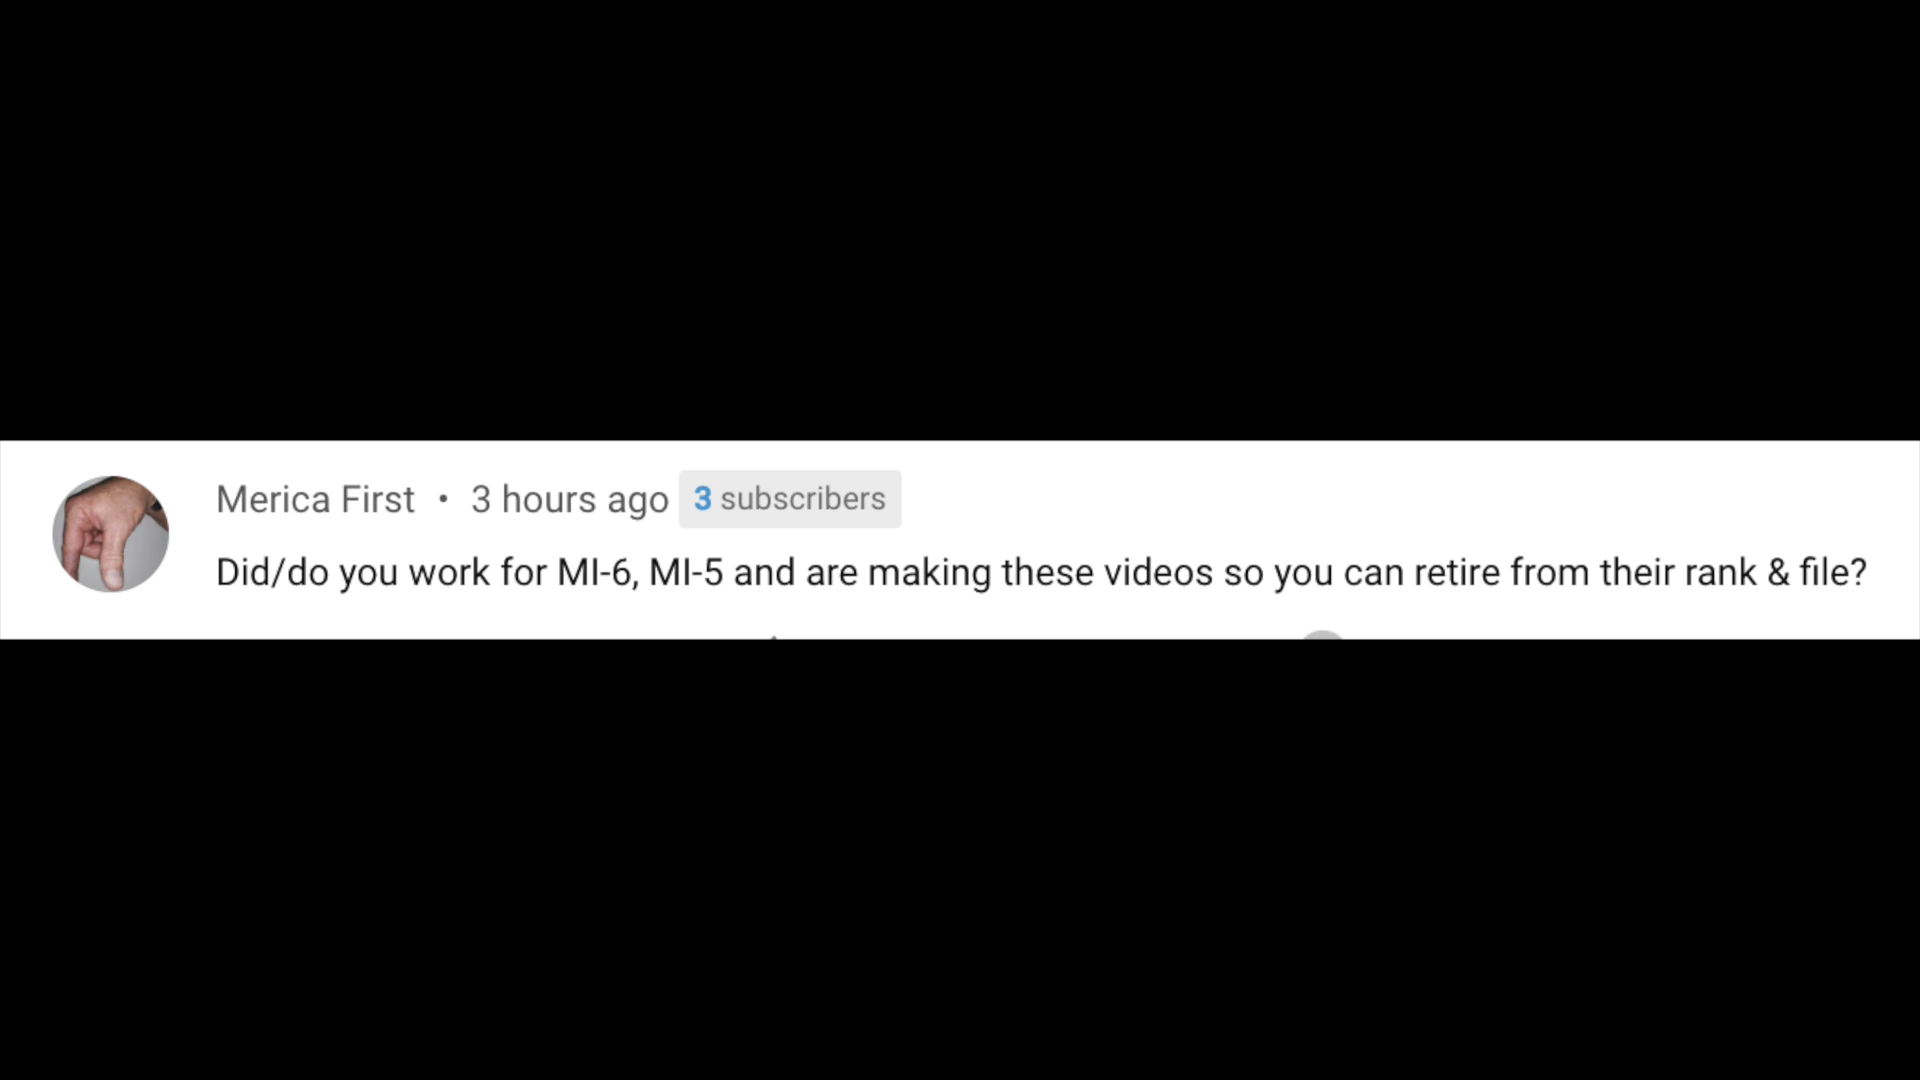 Merica First • 3 hours ago 3 subscribers
Did/do you work for MI-6, MI-5 and are making these videos so you can retire from their rank & file?